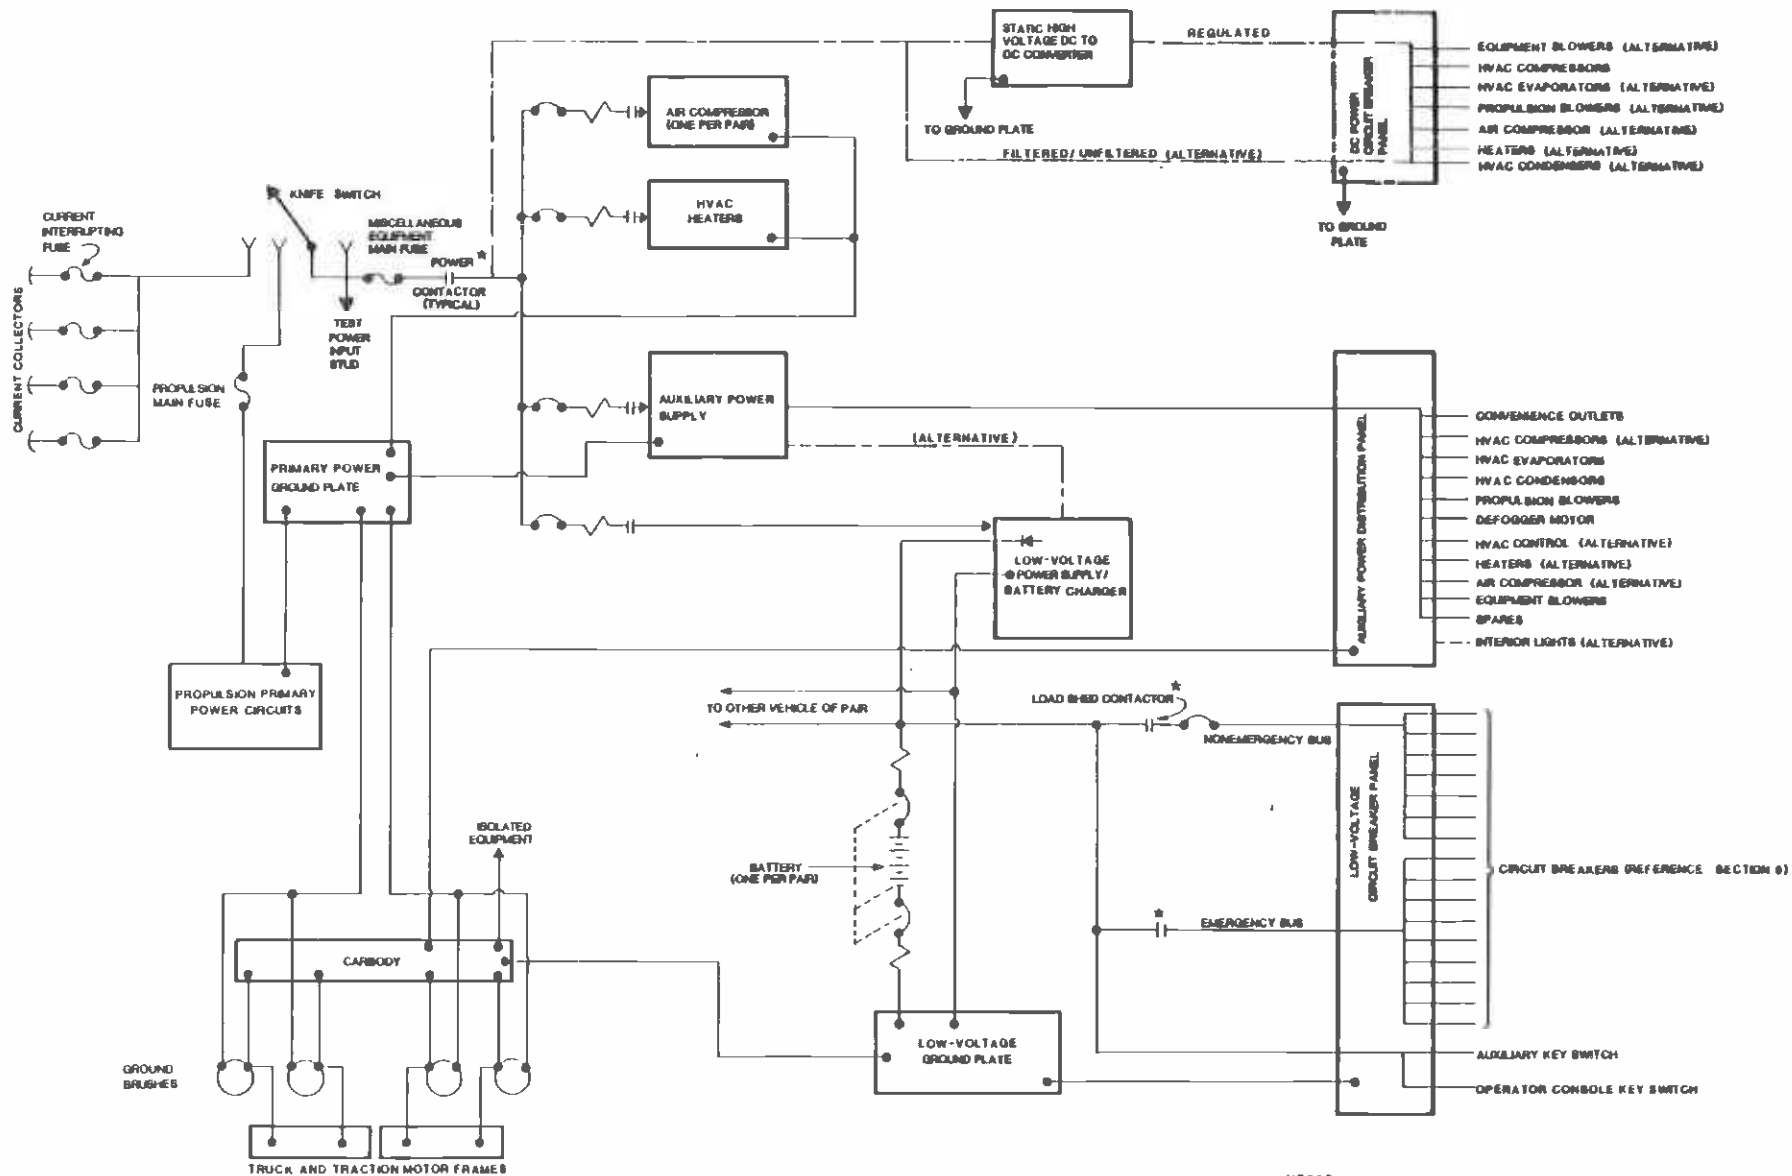 STATIC HIGH
VOLTAGE DC TO
DC CONVERTER
REGULATED
TO GROUND PLATE
FILTERED/UNFILTERED (ALTERNATIVE)
DC POWER
CIRCUIT BREAKER
PANEL
EQUIPMENT BLOWERS (ALTERNATIVE)
HVAC COMPRESSORS
HVAC EVAPORATORS (ALTERNATIVE)
PROPULSION BLOWERS (ALTERNATIVE)
AIR COMPRESSOR (ALTERNATIVE)
HEATERS (ALTERNATIVE)
HVAC CONDENSERS (ALTERNATIVE)
TO GROUND
PLATE
AIR COMPRESSOR
(ONE PER PAIR)
HVAC
HEATERS
KNIFE SWITCH
CURRENT
INTERRUPTING
FUSE
MISCELLANEOUS
EQUIPMENT
MAIN FUSE
POWER *
CONTACTOR
(TYPICAL)
TEST
POWER
INPUT
STUD
CURRENT COLLECTORS
PROPULSION
MAIN FUSE
AUXILIARY POWER
SUPPLY
(ALTERNATIVE)
PRIMARY POWER
GROUND PLATE
LOW-VOLTAGE
POWER SUPPLY/
BATTERY CHARGER
AUXILIARY POWER DISTRIBUTION PANEL
CONVENIENCE OUTLETS
HVAC COMPRESSORS (ALTERNATIVE)
HVAC EVAPORATORS
HVAC CONDENSORS
PROPULSION BLOWERS
DEFOGGER MOTOR
HVAC CONTROL (ALTERNATIVE)
HEATERS (ALTERNATIVE)
AIR COMPRESSOR (ALTERNATIVE)
EQUIPMENT BLOWERS
SPARES
INTERIOR LIGHTS (ALTERNATIVE)
PROPULSION PRIMARY
POWER CIRCUITS
TO OTHER VEHICLE OF PAIR
LOAD SHED CONTACTOR *
NONEMERGENCY BUS
LOW-VOLTAGE
CIRCUIT BREAKER PANEL
ISOLATED
EQUIPMENT
BATTERY
(ONE PER PAIR)
CIRCUIT BREAKERS (REFERENCE SECTION 9)
*
EMERGENCY BUS
CARBODY
LOW-VOLTAGE
GROUND PLATE
AUXILIARY KEY SWITCH
OPERATOR CONSOLE KEY SWITCH
GROUND
BRUSHES
TRUCK AND TRACTION MOTOR FRAMES